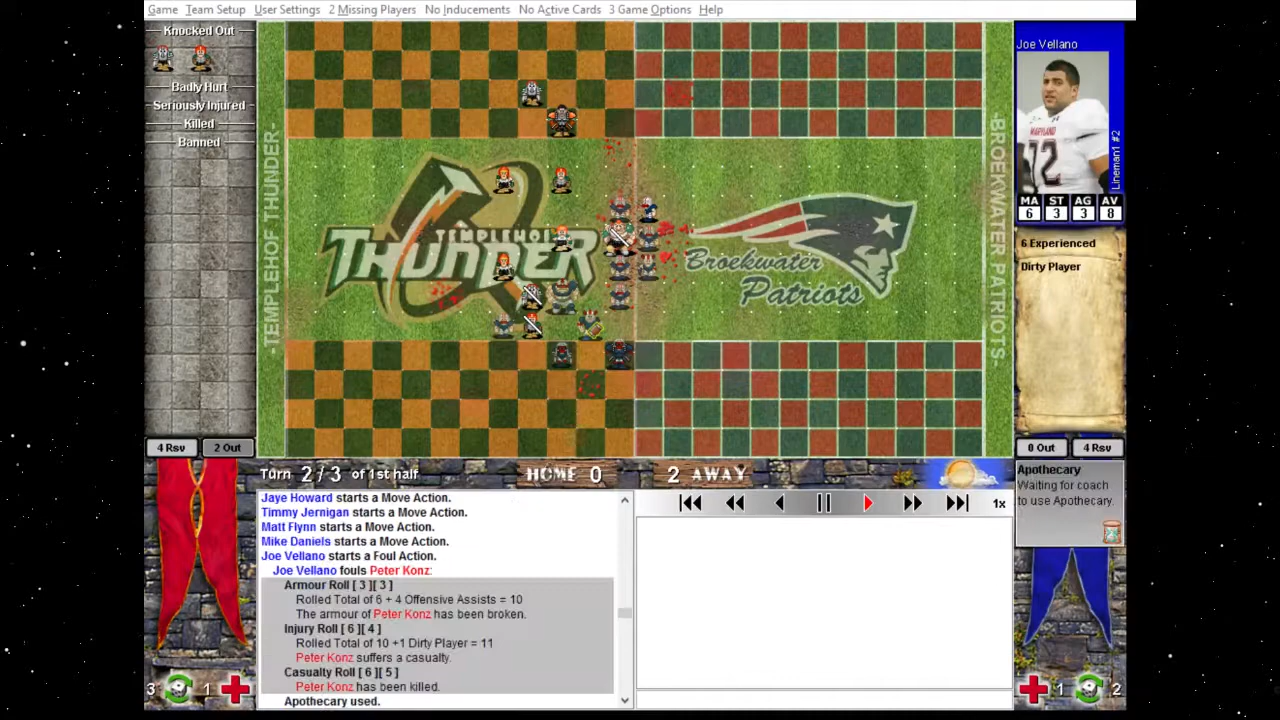 Game Team Setup User Settings 2 Missing Players No Inducements No Active Cards 3 Game Options Help
Knocked Out
Badly Hurt
Seriously Injured
Killed
Banned
-TEMPLEHOF THUNDER-
TEMPLEHOF
THUNDER
Broekwater
Patriots
-BROEKWATER PATRIOTS-
Joe Vellano
MARYLAND
12
Lineman1 #2
MA ST AG AV
6 3 3 8
6 Experienced
Dirty Player
4 Rsv 2 Out
0 Out 4 Rsv
Turn 2 / 3 of 1st half
HOME 0
2 AWAY
1x
Jaye Howard starts a Move Action.
Timmy Jernigan starts a Move Action.
Matt Flynn starts a Move Action.
Mike Daniels starts a Move Action.
Joe Vellano starts a Foul Action.
Joe Vellano fouls Peter Konz:
Armour Roll [ 3 ][ 3 ]
Rolled Total of 6 + 4 Offensive Assists = 10
The armour of Peter Konz has been broken.
Injury Roll [ 6 ][ 4 ]
Rolled Total of 10 +1 Dirty Player = 11
Peter Konz suffers a casualty.
Casualty Roll [ 6 ][ 5 ]
Peter Konz has been killed.
Apothecary used.
Apothecary
Waiting for coach
to use Apothecary.
3 1
1 2